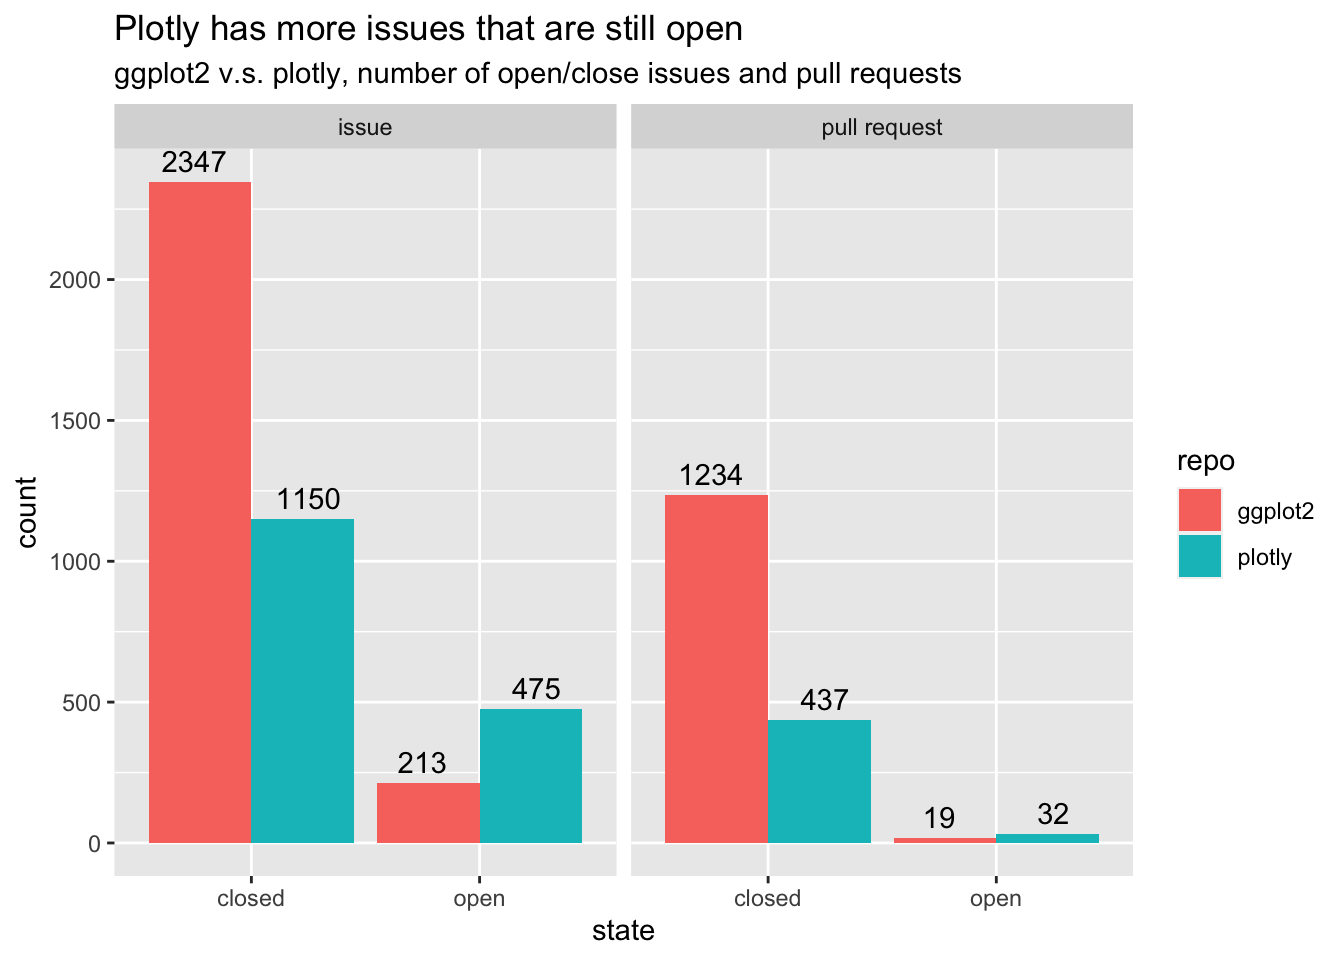 Plotly has more issues that are still open
ggplot2 v.s. plotly, number of open/close issues and pull requests
issue
pull request
2347
1150
213
475
1234
437
19
32
2000
1500
1000
500
0
count
closed
open
closed
open
state
repo
ggplot2
plotly